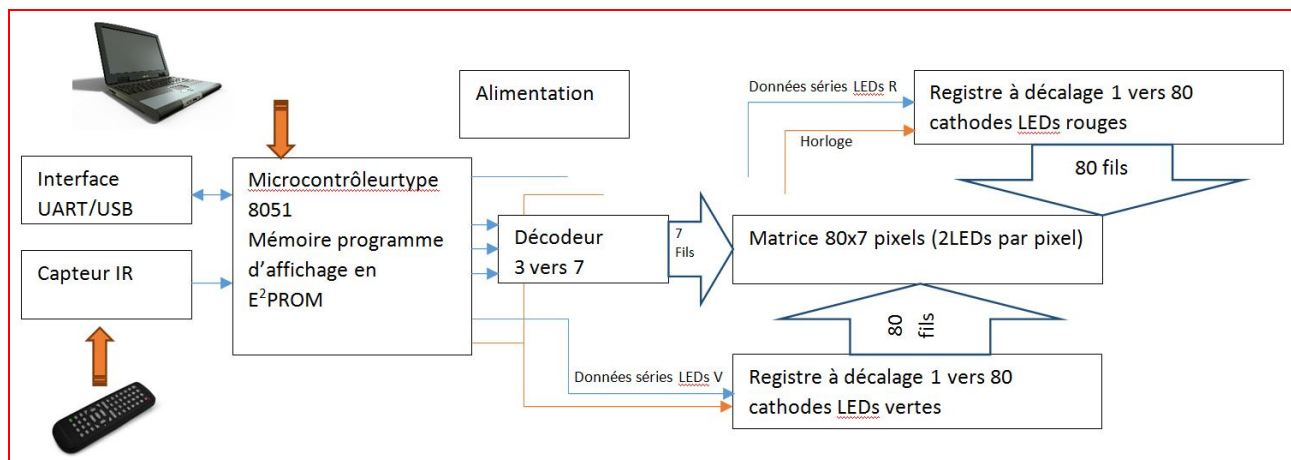 Alimentation
Données séries LEDs R
Horloge
Registre à décalage 1 vers 80
cathodes LEDs rouges
80 fils
Interface
UART/USB
Capteur IR
Microcontrôleurtype
8051
Mémoire programme
d'affichage en
E²PROM
Décodeur
3 vers 7
7
Fils
Matrice 80x7 pixels (2LEDs par pixel)
80
fils
Données séries LEDs V
Registre à décalage 1 vers 80
cathodes LEDs vertes